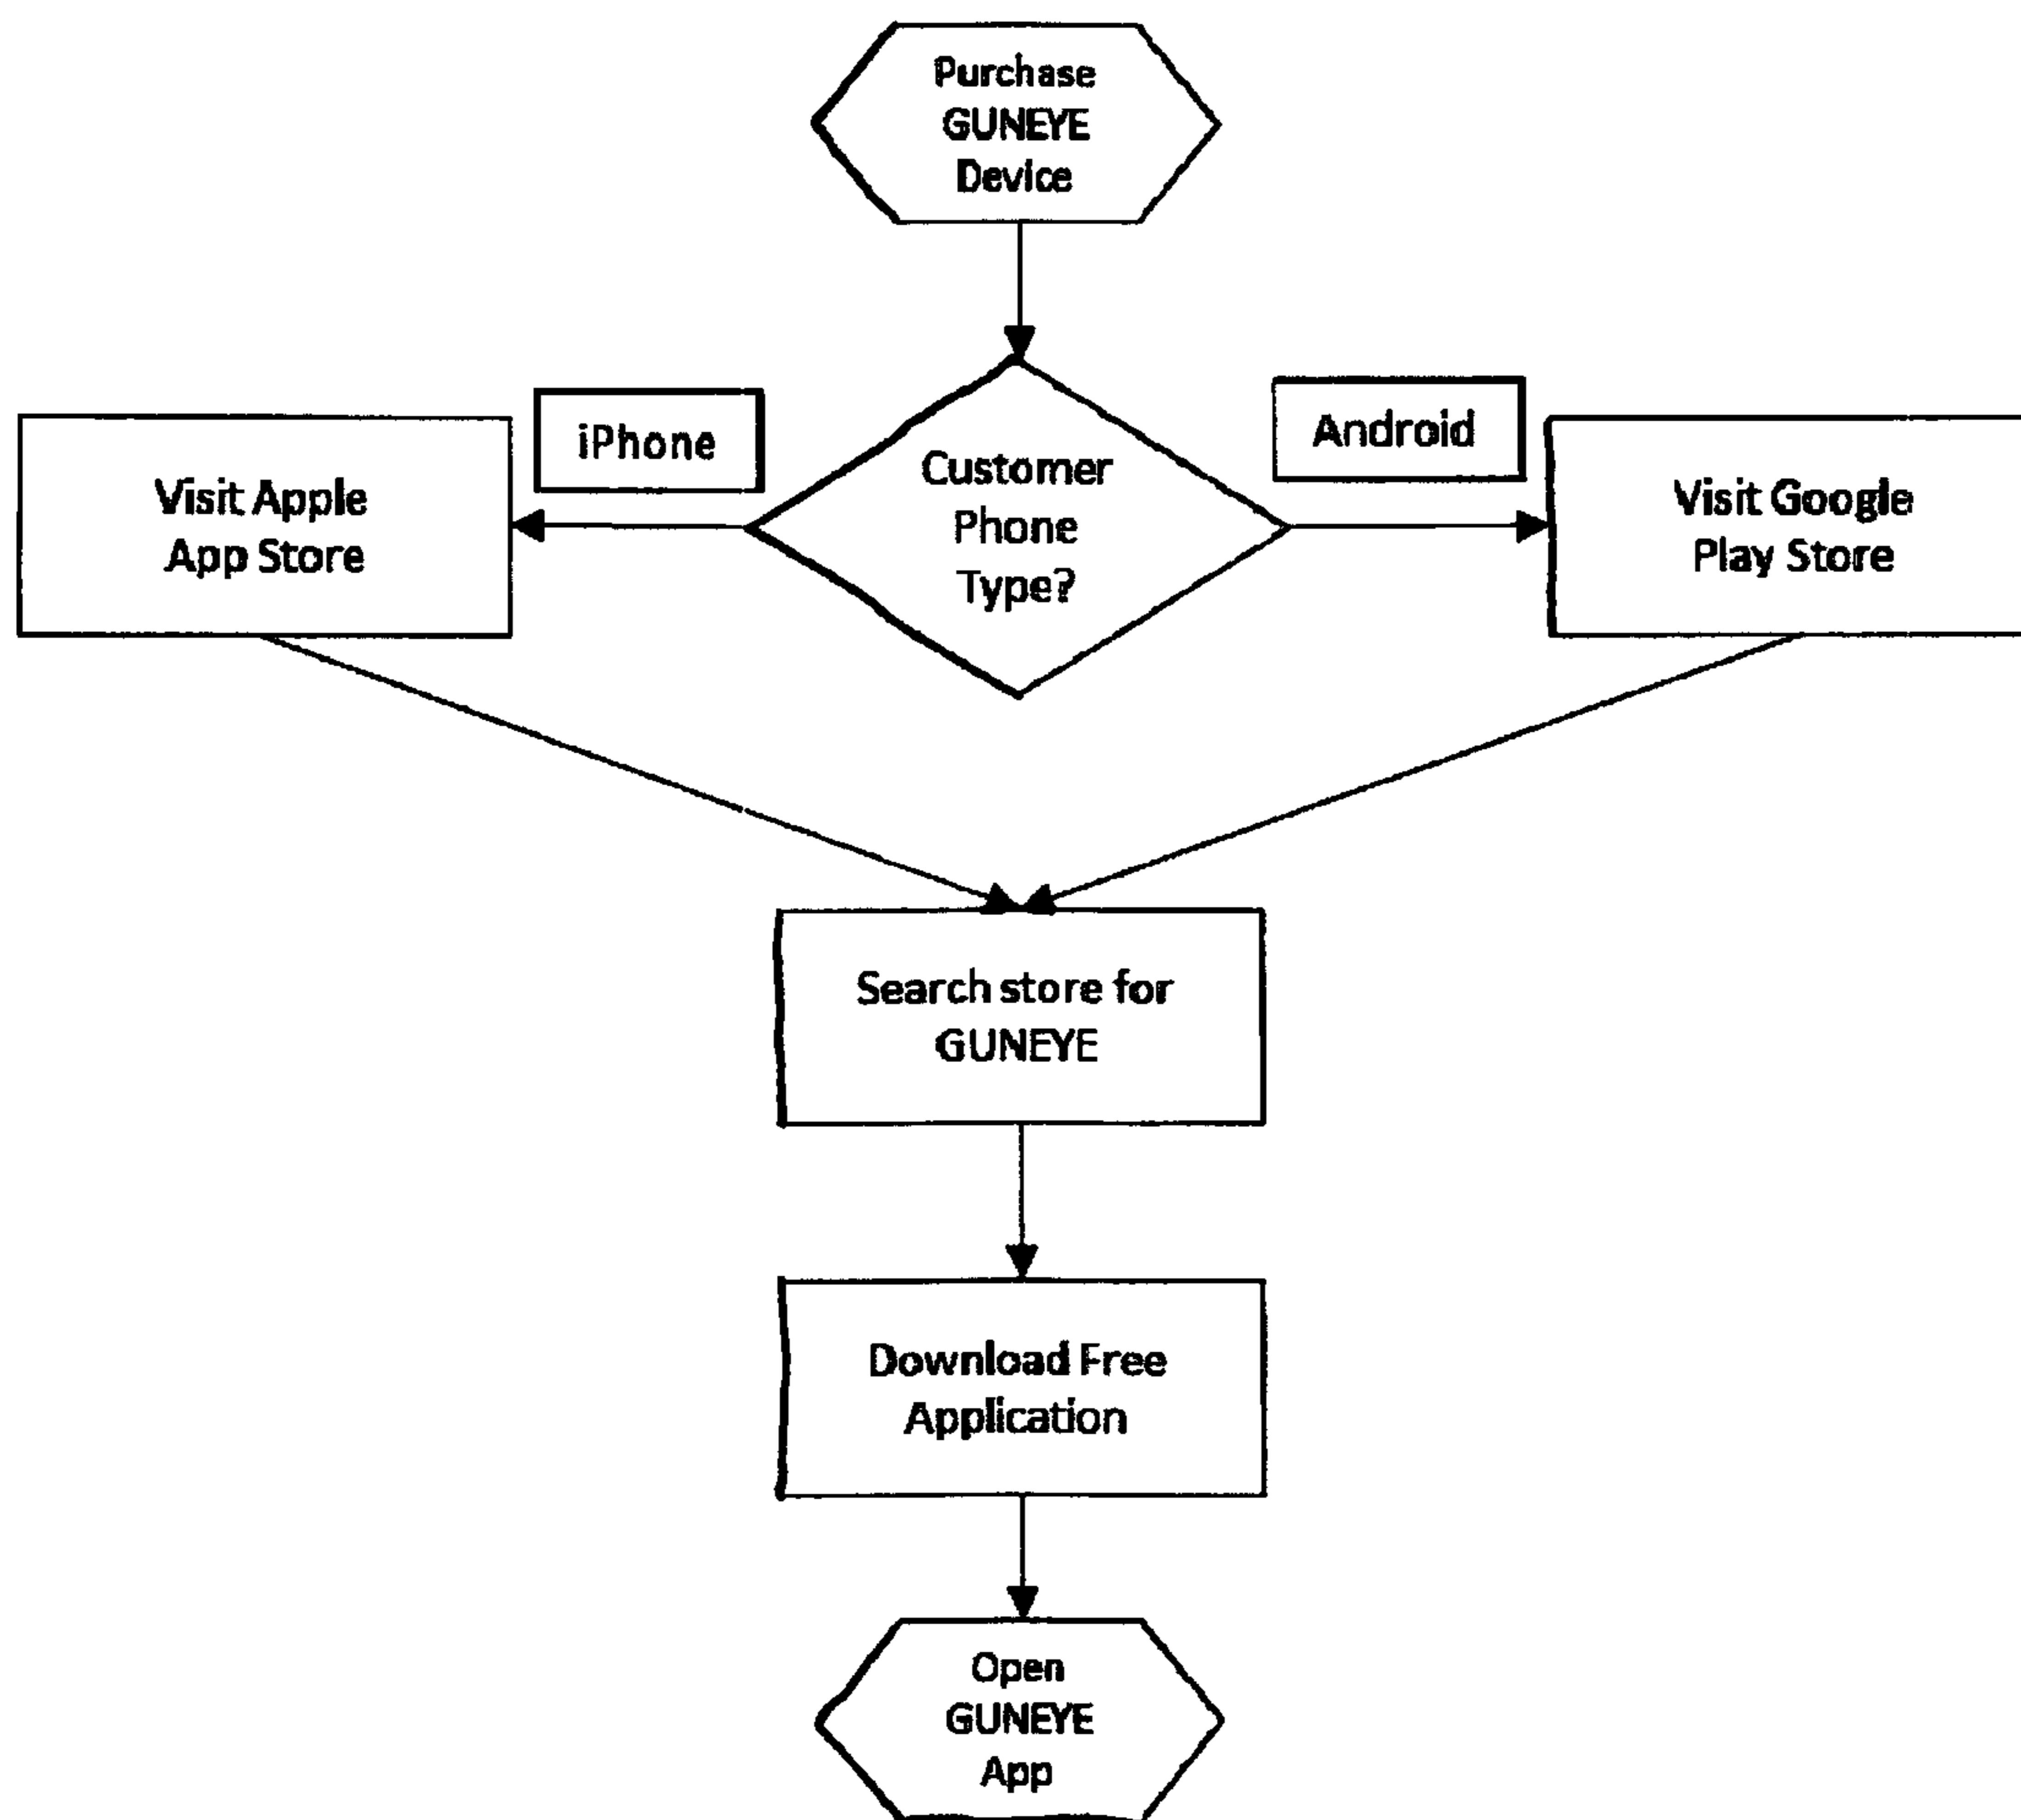 Purchase
GUNEYE
Device
iPhone
Android
Visit Apple
App Store
Customer
Phone
Type?
Visit Google
Play Store
Search store for
GUNEYE
Download Free
Application
Open
GUNEYE
App